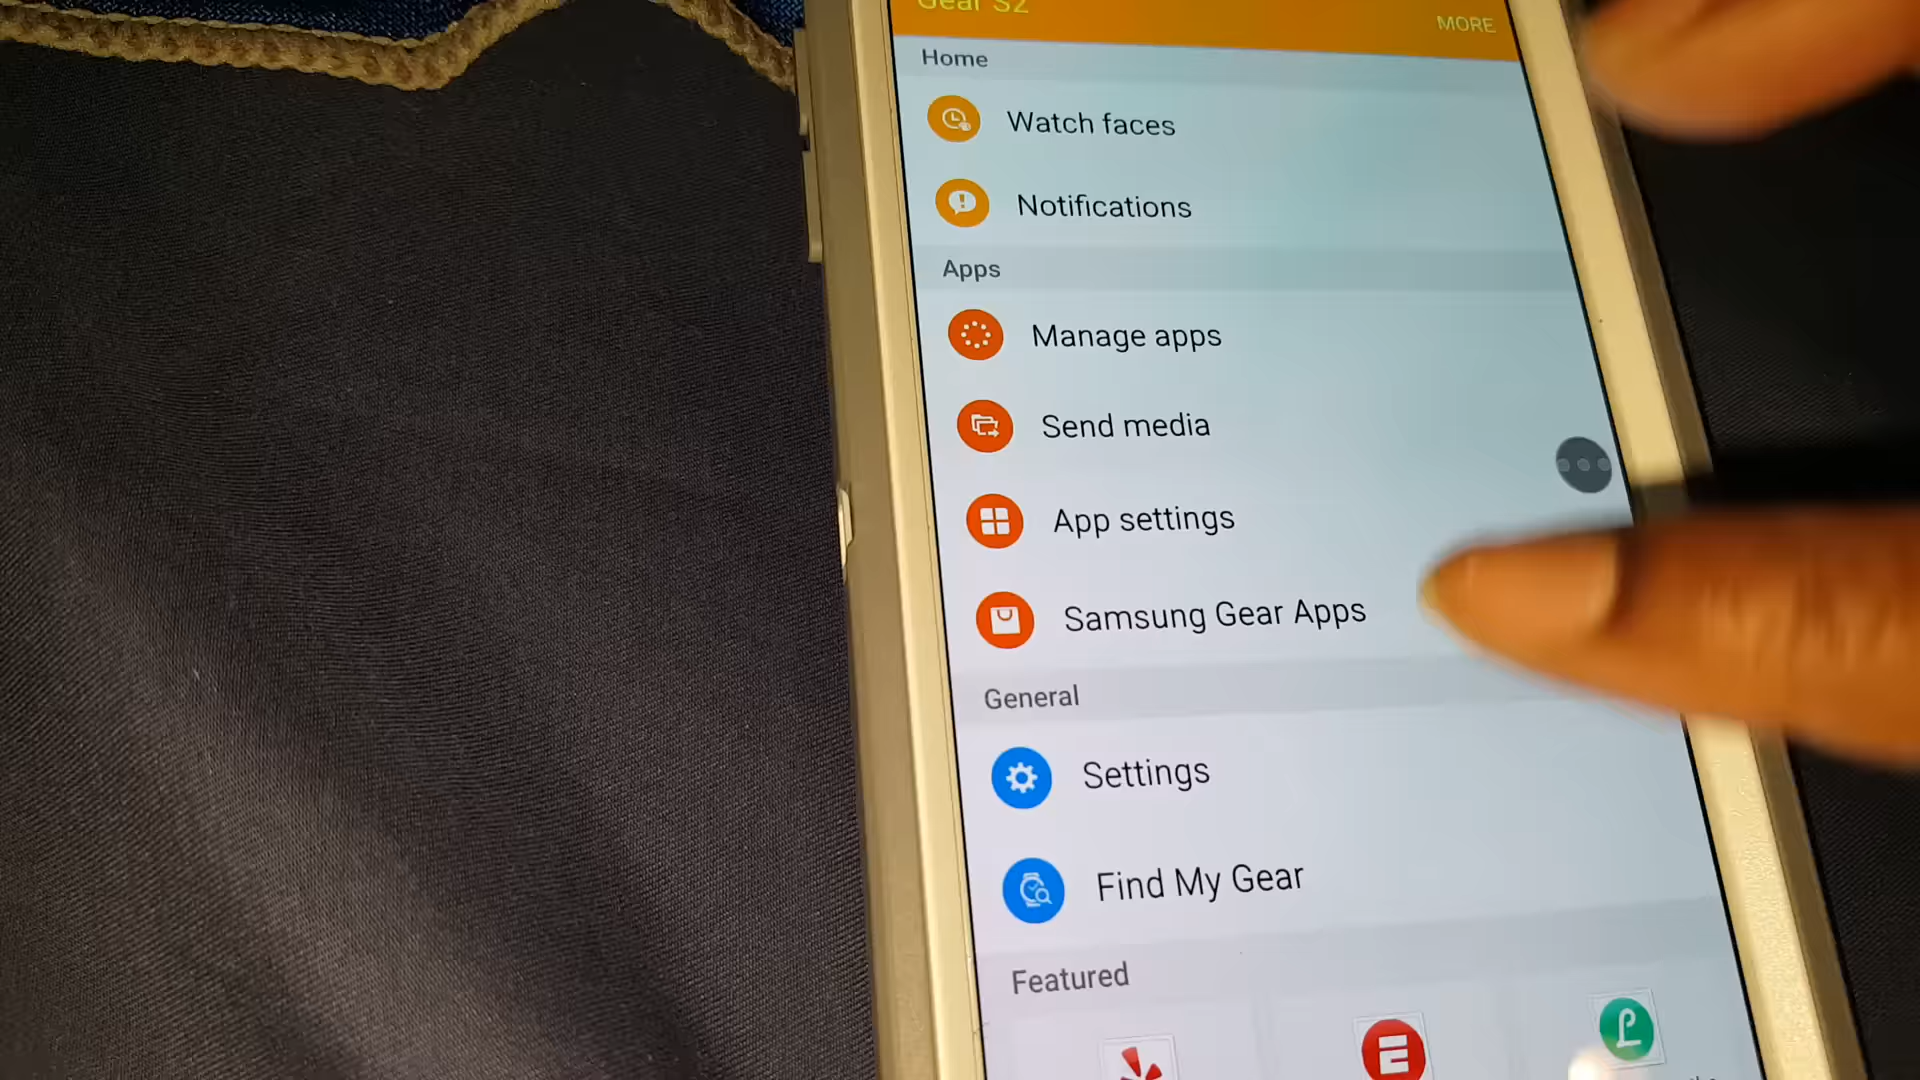 Gear S2
MORE
Home
Watch faces
Notifications
Apps
Manage apps
Send media
App settings
Samsung Gear Apps
General
Settings
Find My Gear
Featured